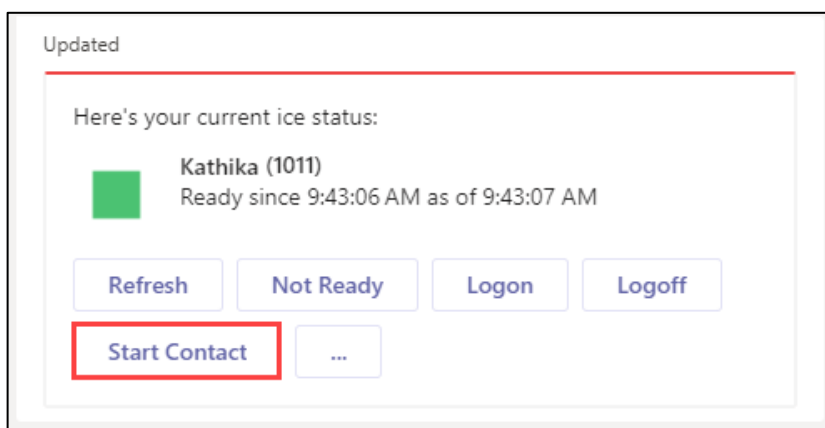 Updated
Here's your current ice status:
Kathika (1011)
Ready since 9:43:06 AM as of 9:43:07 AM
Refresh Not Ready Logon Logoff
Start Contact ...